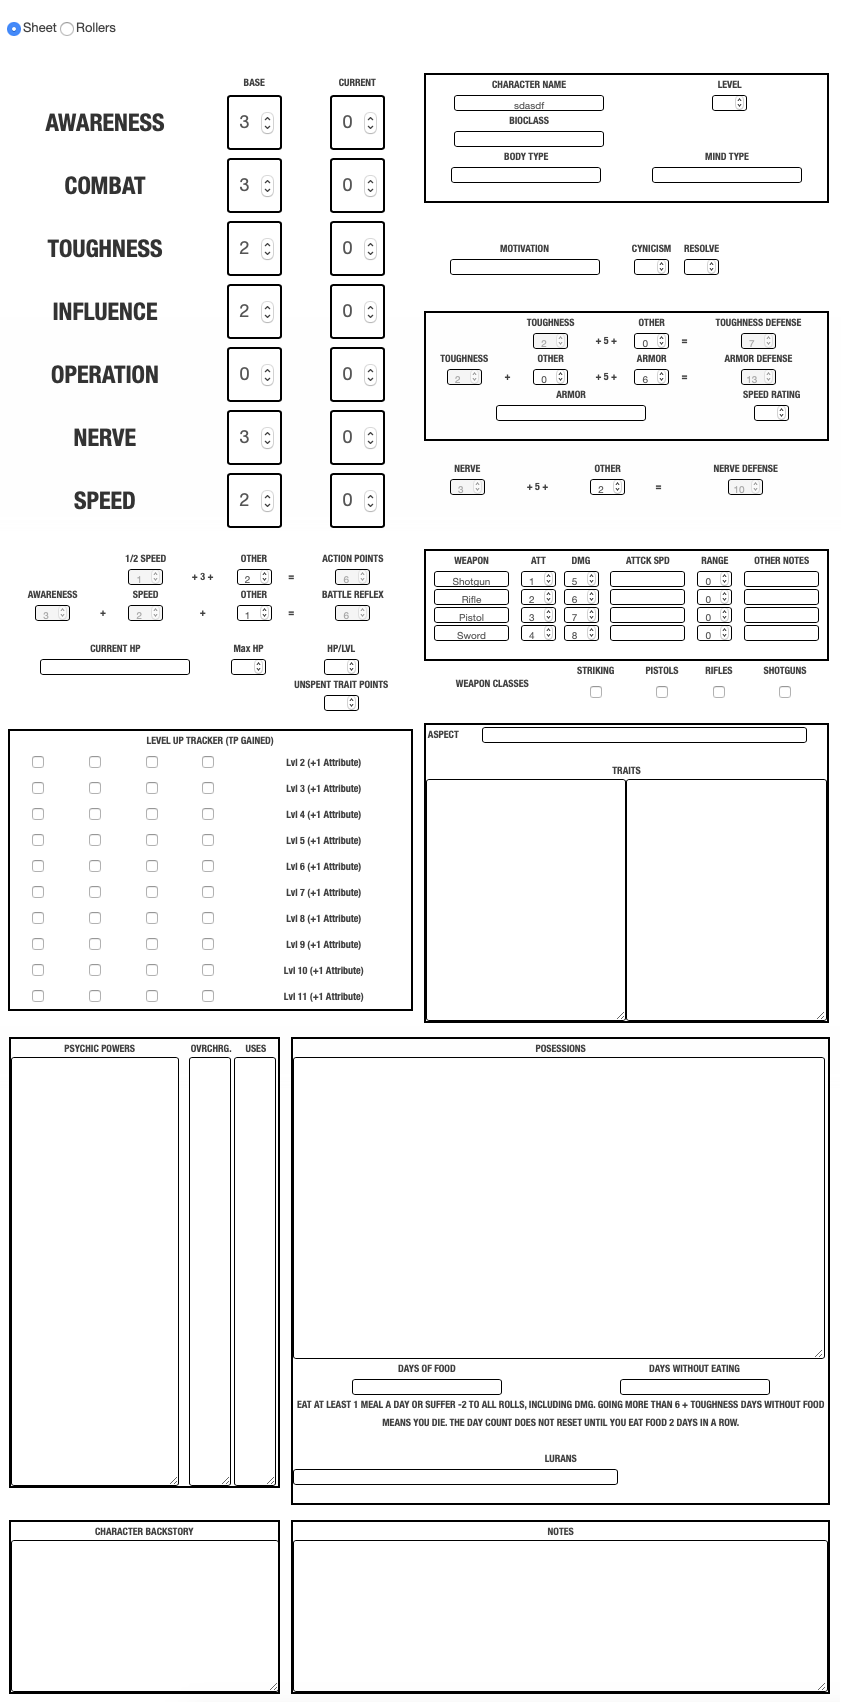 Sheet Rollers
BASE CURRENT
AWARENESS 3 0
COMBAT 3 0
TOUGHNESS 2 0
INFLUENCE 2 0
OPERATION 0 0
NERVE 3 0
SPEED 2 0
CHARACTER NAME LEVEL
sdasdf
BIOCLASS
BODY TYPE MIND TYPE
MOTIVATION CYNICISM RESOLVE
TOUGHNESS OTHER TOUGHNESS DEFENSE
2 + 5 + 0 = 7
TOUGHNESS OTHER ARMOR ARMOR DEFENSE
2 + 0 + 5 + 6 = 13
ARMOR SPEED RATING
NERVE OTHER NERVE DEFENSE
3 + 5 + 2 = 10
1/2 SPEED OTHER ACTION POINTS
1 + 3 + 2 = 6
AWARENESS SPEED OTHER BATTLE REFLEX
3 + 2 + 1 = 6
CURRENT HP Max HP HP/LVL
UNSPENT TRAIT POINTS
WEAPON ATT DMG ATTCK SPD RANGE OTHER NOTES
Shotgun 1 5 0
Rifle 2 6 0
Pistol 3 7 0
Sword 4 8 0
WEAPON CLASSES STRIKING PISTOLS RIFLES SHOTGUNS
LEVEL UP TRACKER (TP GAINED)
Lvl 2 (+1 Attribute)
Lvl 3 (+1 Attribute)
Lvl 4 (+1 Attribute)
Lvl 5 (+1 Attribute)
Lvl 6 (+1 Attribute)
Lvl 7 (+1 Attribute)
Lvl 8 (+1 Attribute)
Lvl 9 (+1 Attribute)
Lvl 10 (+1 Attribute)
Lvl 11 (+1 Attribute)
ASPECT
TRAITS
PSYCHIC POWERS OVRCHRG. USES
POSESSIONS
DAYS OF FOOD DAYS WITHOUT EATING
EAT AT LEAST 1 MEAL A DAY OR SUFFER -2 TO ALL ROLLS, INCLUDING DMG. GOING MORE THAN 6 + TOUGHNESS DAYS WITHOUT FOOD
MEANS YOU DIE. THE DAY COUNT DOES NOT RESET UNTIL YOU EAT FOOD 2 DAYS IN A ROW.
LURANS
CHARACTER BACKSTORY
NOTES